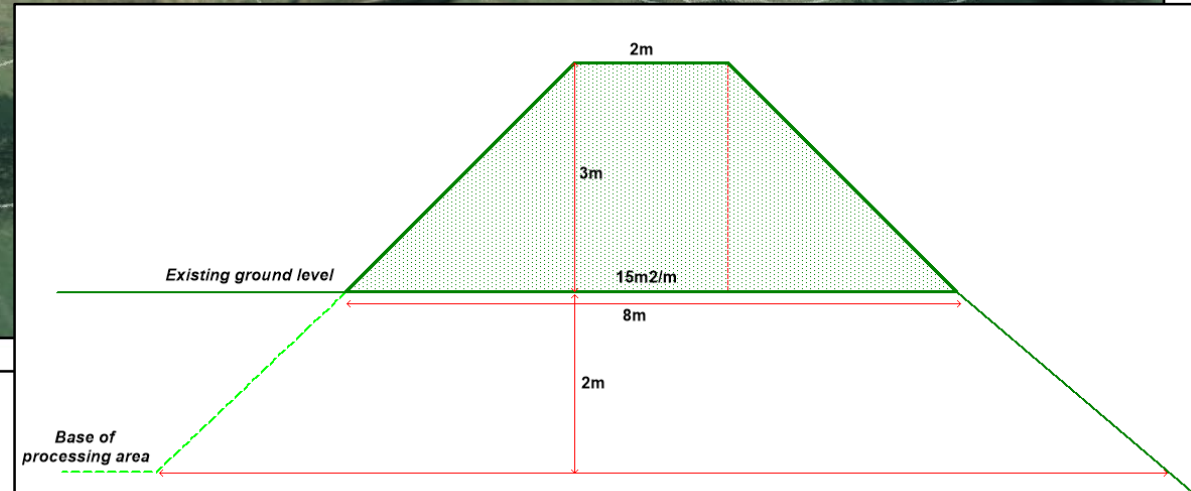 2m
3m
Existing ground level
15m2/m
8m
2m
Base of
processing area